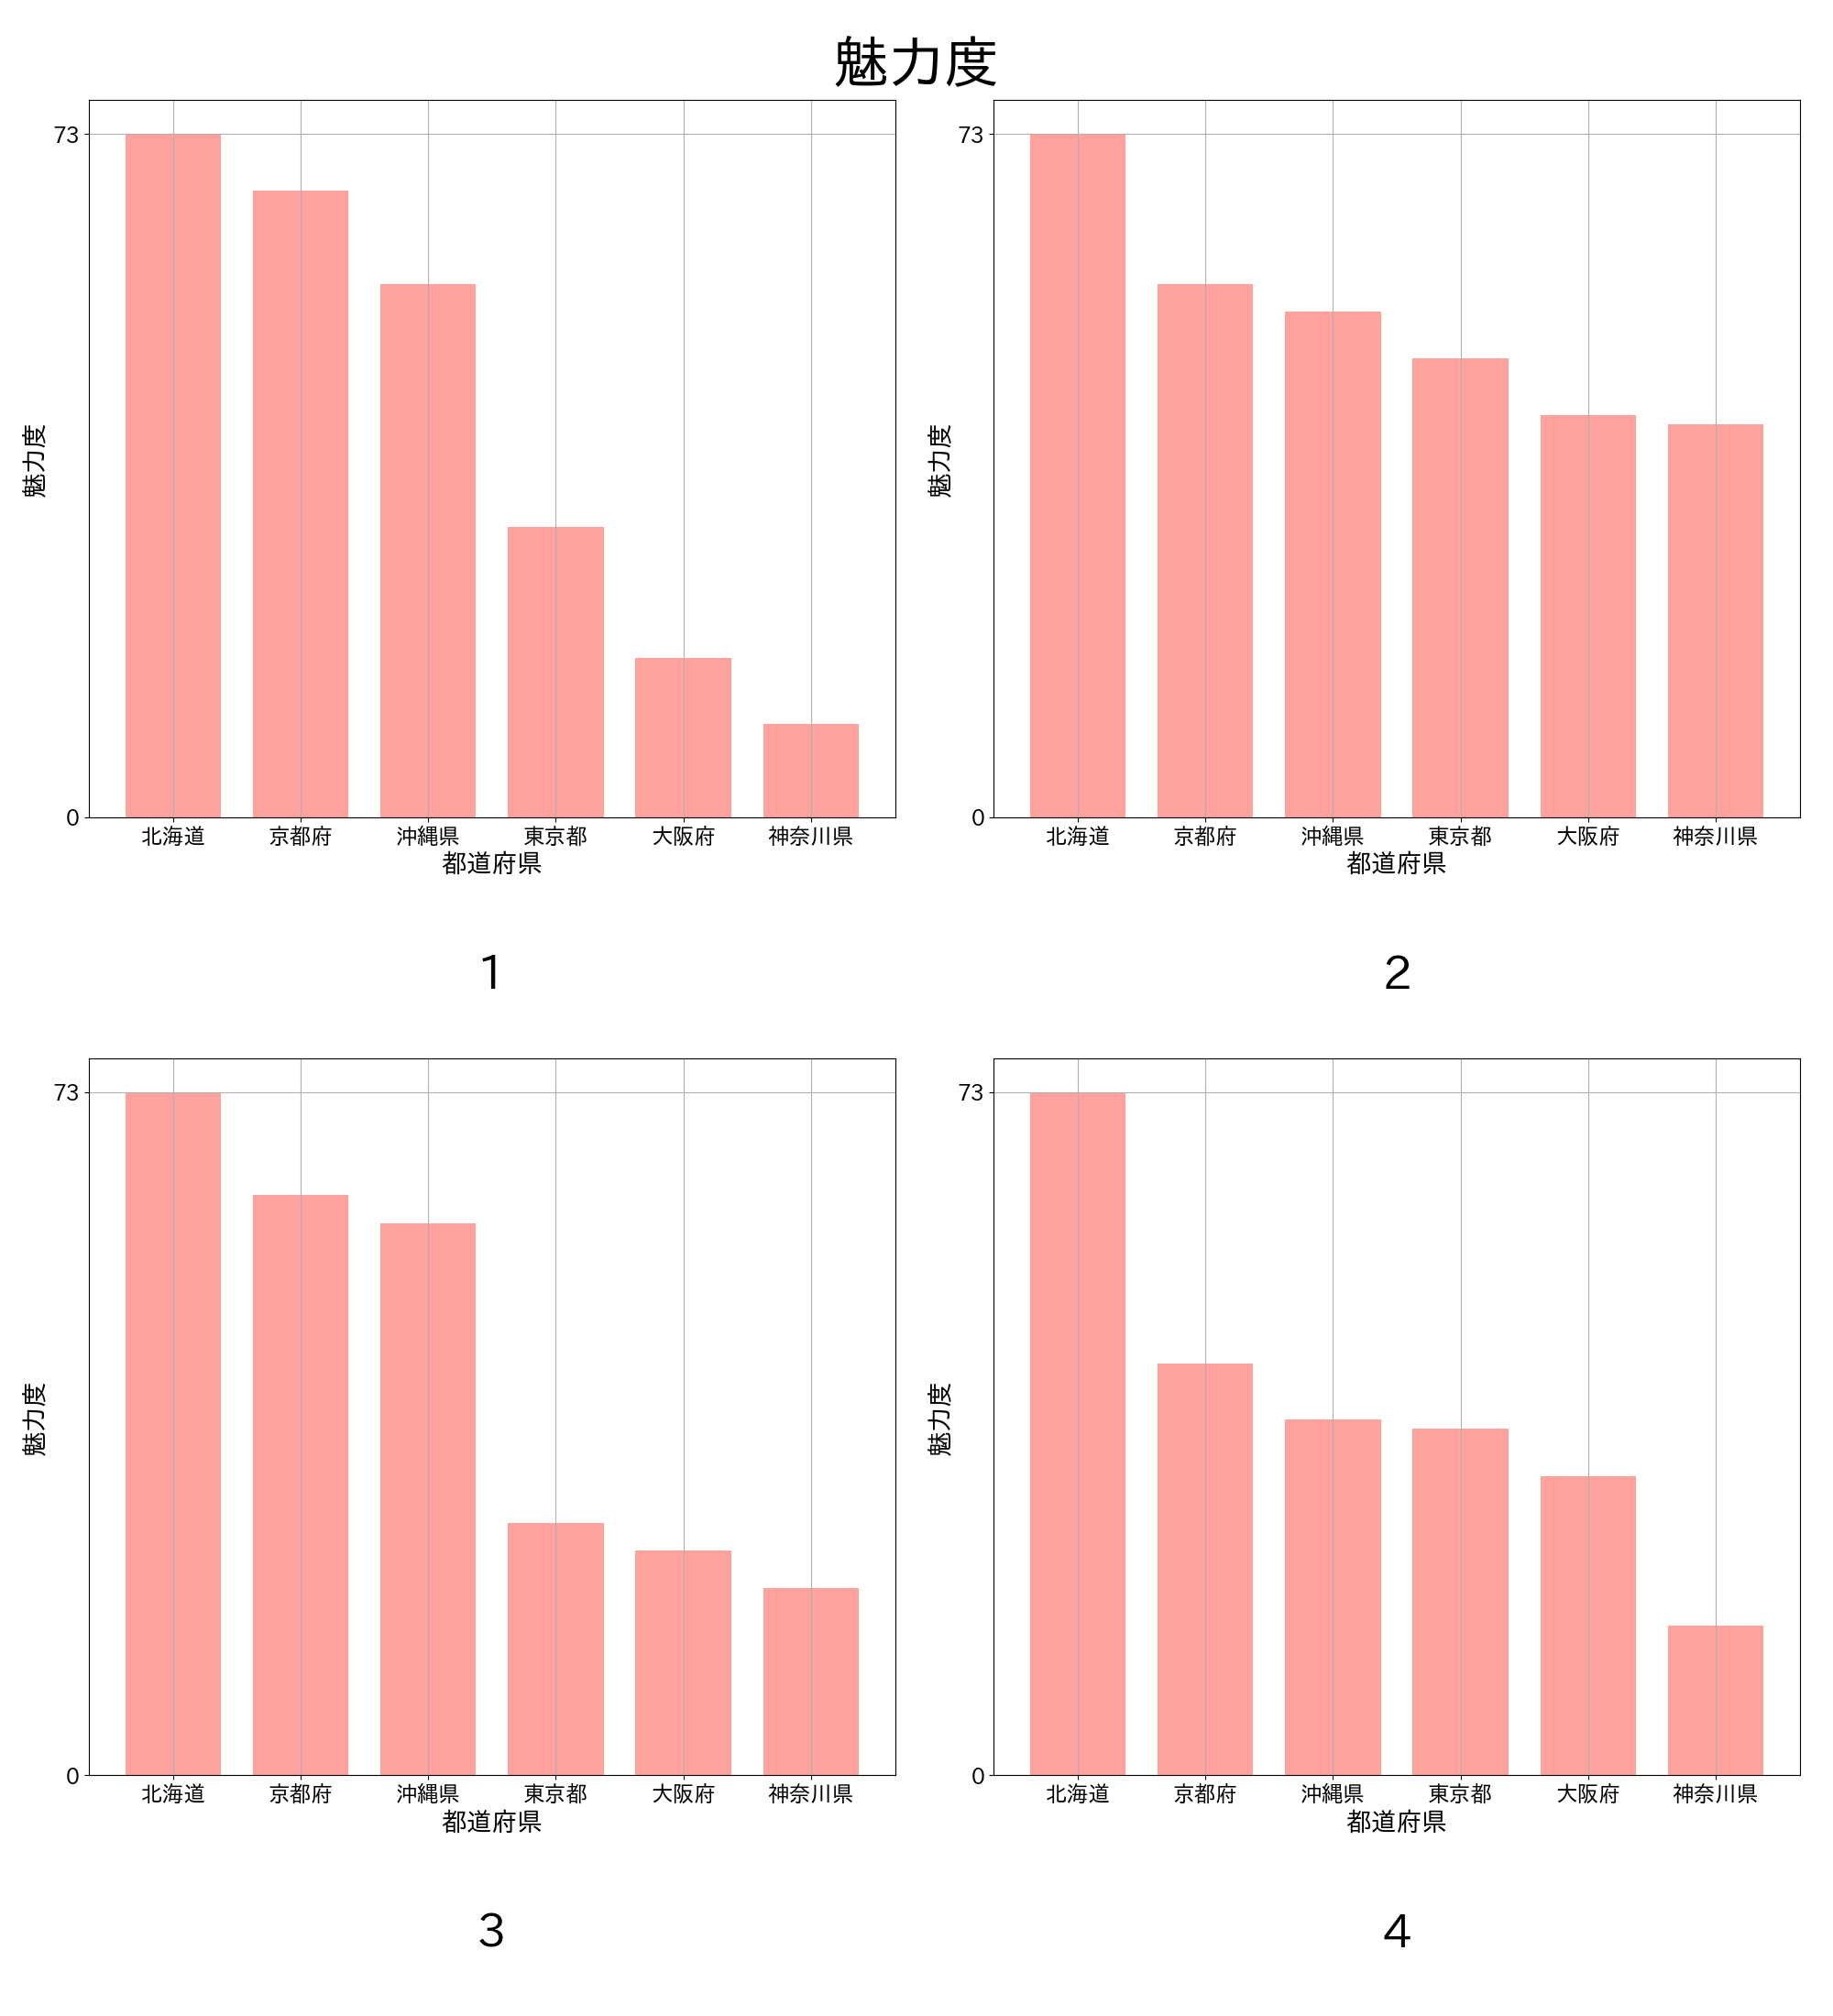 魅力度
73
0
魅力度
北海道 京都府 沖縄県 東京都 大阪府 神奈川県
都道府県
1
73
0
魅力度
北海道 京都府 沖縄県 東京都 大阪府 神奈川県
都道府県
2
73
0
魅力度
北海道 京都府 沖縄県 東京都 大阪府 神奈川県
都道府県
3
73
0
魅力度
北海道 京都府 沖縄県 東京都 大阪府 神奈川県
都道府県
4